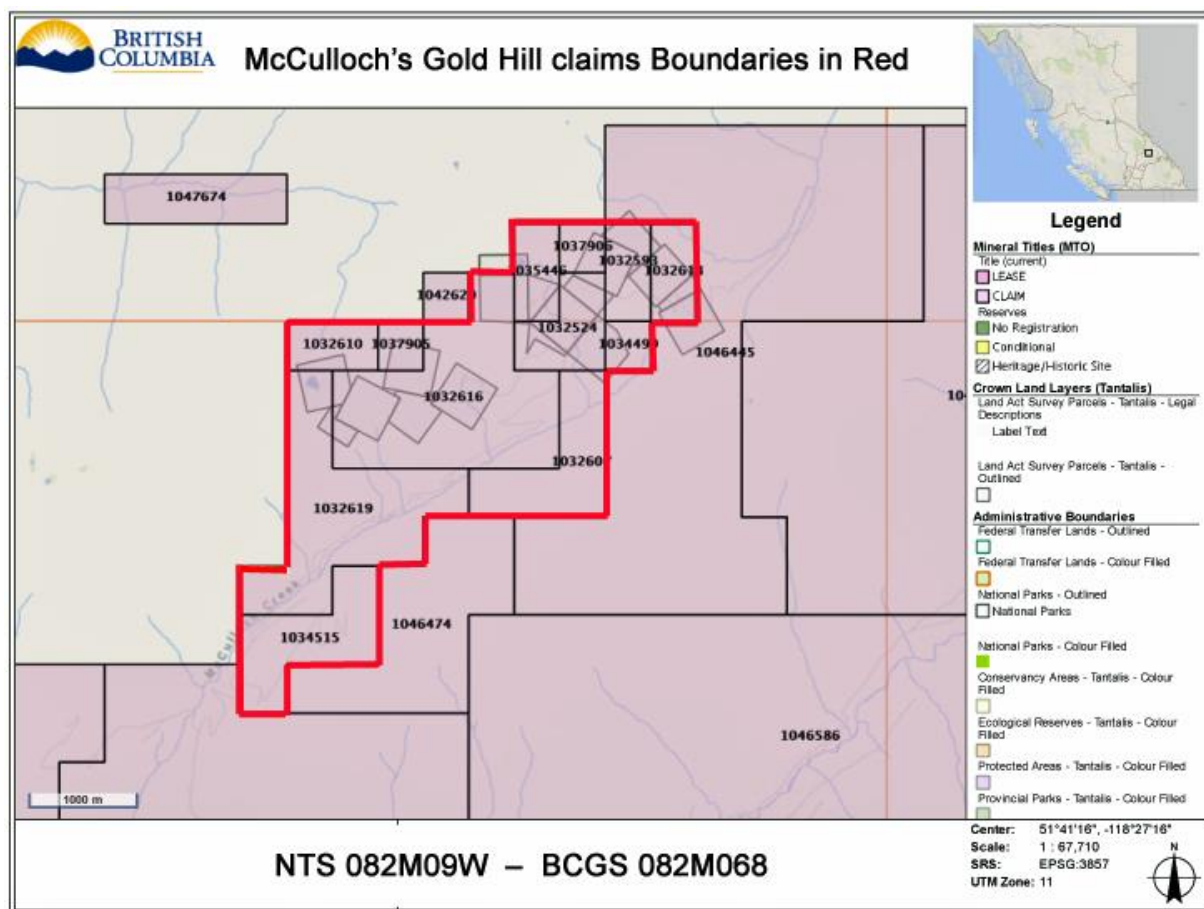 BRITISH
COLUMBIA
McCulloch's Gold Hill claims Boundaries in Red
1047674
1037906
1032593
1035446
1032614
1042620
1032524
1032610
1037905
1034499
1046445
1032616
10
1032607
1032619
1034515
1046474
1046586
1000 m
Legend
Mineral Titles (MTO)
Title (current)
LEASE
CLAIM
Reserves
No Registration
Conditional
Heritage/Historic Site
Crown Land Layers (Tantalis)
Land Act Survey Parcels - Tantalis - Legal
Descriptions
Label Text
Land Act Survey Parcels - Tantalis -
Outlined
Administrative Boundaries
Federal Transfer Lands - Outlined
Federal Transfer Lands - Colour Filled
National Parks - Outlined
National Parks
National Parks - Colour Filled
Conservancy Areas - Tantalis - Colour
Filled
Ecological Reserves - Tantalis - Colour
Filled
Protected Areas - Tantalis - Colour Filled
Provincial Parks - Tantalis - Colour Filled
NTS 082M09W – BCGS 082M068
Center: 51°41'16", -118°27'16"
Scale: 1 : 67,710
SRS: EPSG:3857
UTM Zone: 11
N